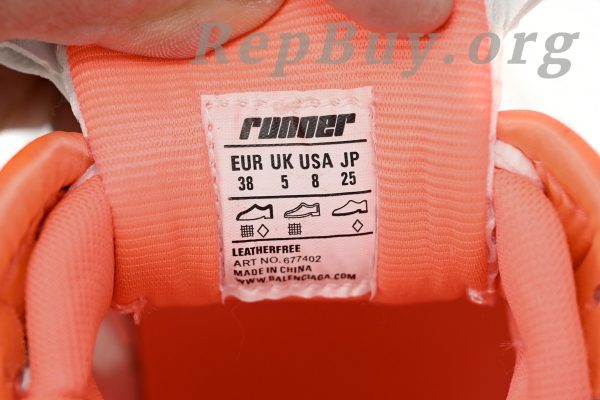 RepBuy.org
runner
EUR UK USA JP
38 5 8 25
LEATHERFREE
ART NO. 677402
MADE IN CHINA
WWW.BALENCIAGA.COM